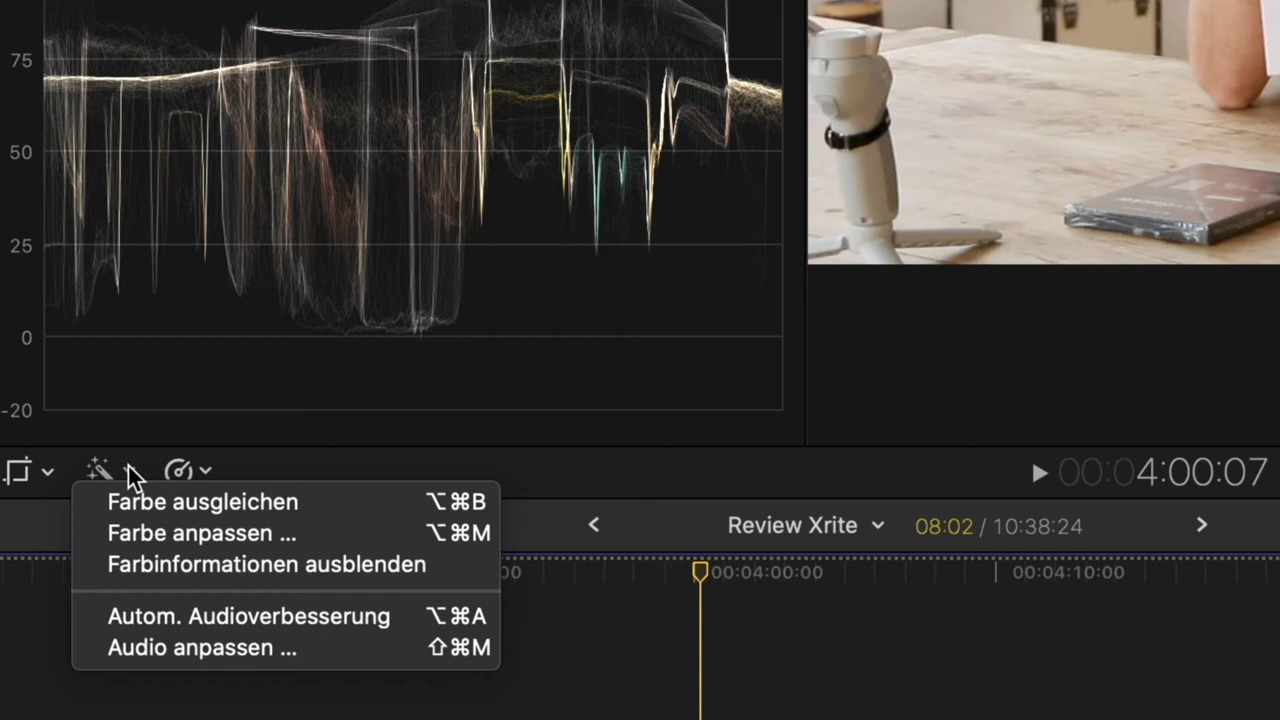 75
50
25
0
-20
000:04:00:07
Farbe ausgleichen ⌥⌘B
Farbe anpassen ... ⌥⌘M
Farbinformationen ausblenden
Autom. Audioverbesserung ⌥⌘A
Audio anpassen ... ⇧⌘M
Review Xrite
08:02 / 10:38:24
00
00:04:00:00
00:04:10:00